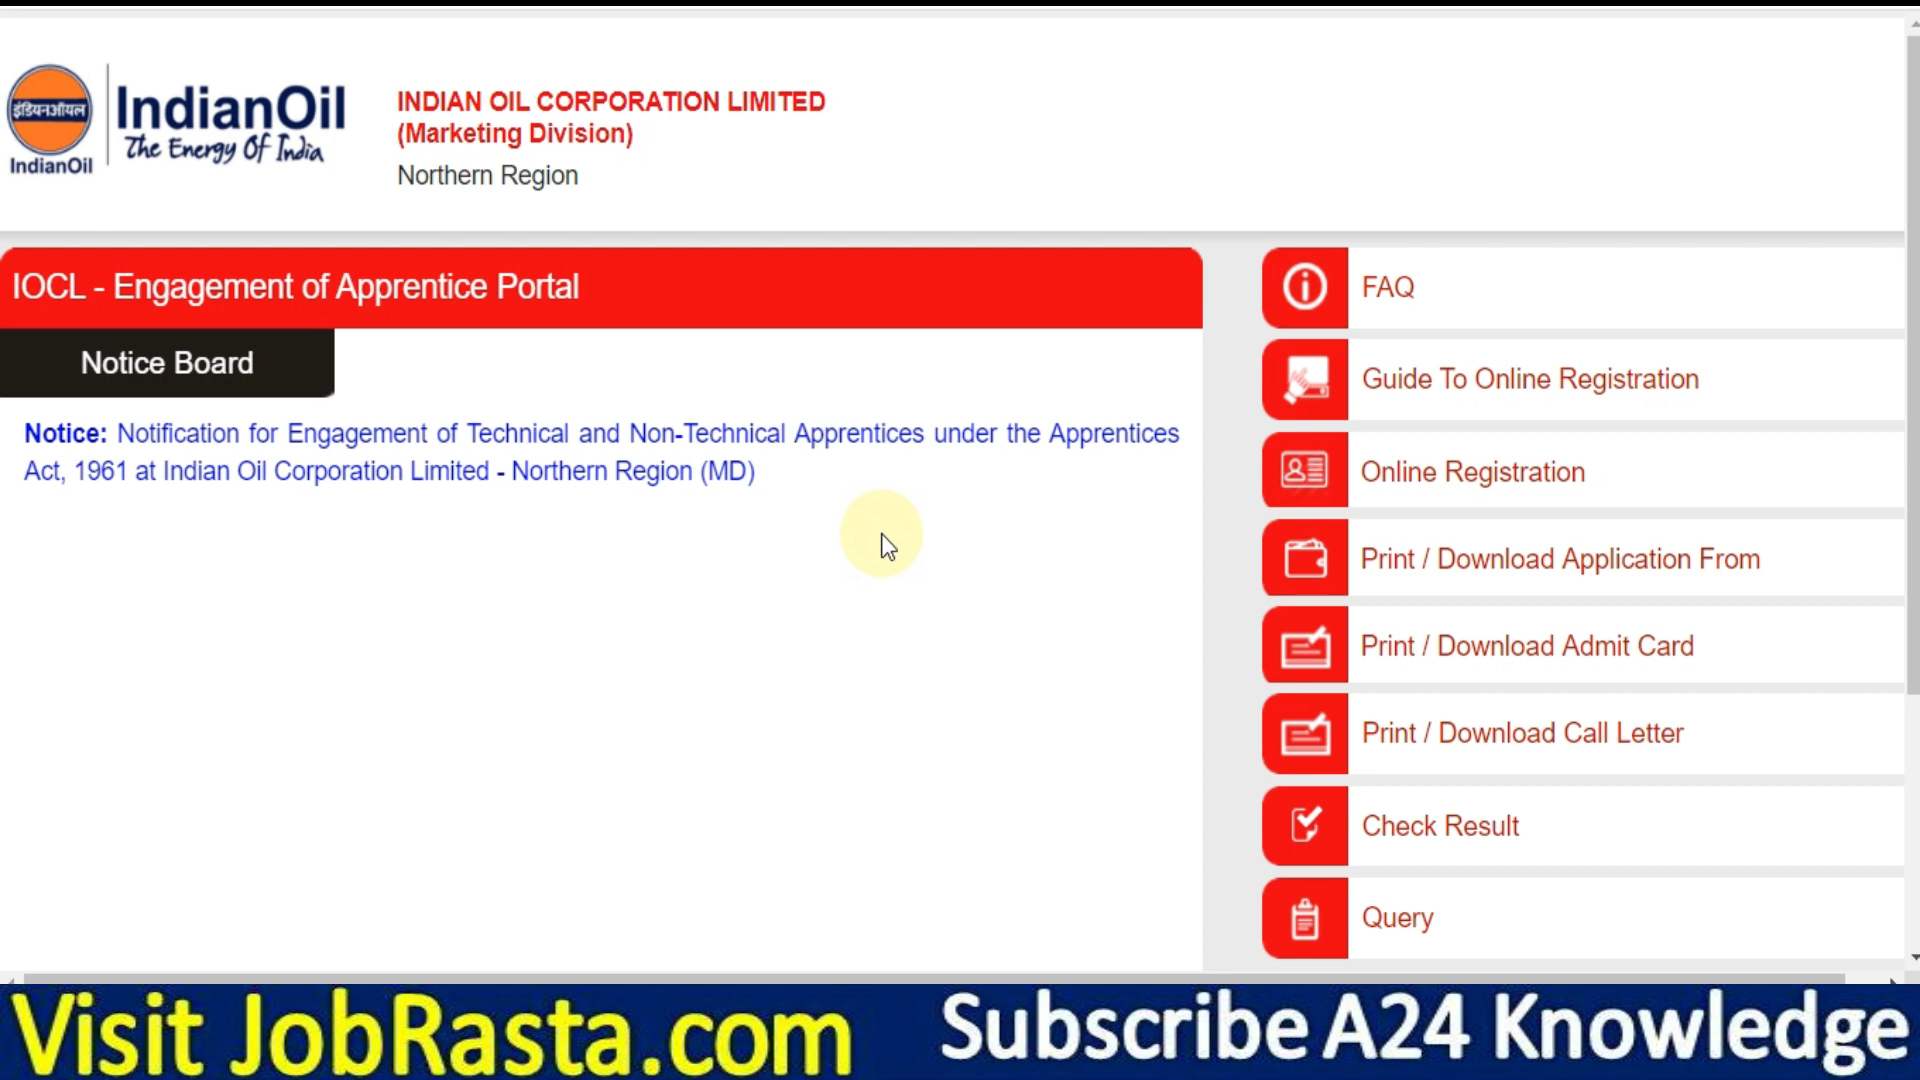 इंडियनऑयल
IndianOil
IndianOil
The Energy Of India
INDIAN OIL CORPORATION LIMITED
(Marketing Division)
Northern Region
IOCL - Engagement of Apprentice Portal
Notice Board
Notice: Notification for Engagement of Technical and Non-Technical Apprentices under the Apprentices
Act, 1961 at Indian Oil Corporation Limited - Northern Region (MD)
FAQ
Guide To Online Registration
Online Registration
Print / Download Application From
Print / Download Admit Card
Print / Download Call Letter
Check Result
Query
Visit JobRasta.com
Subscribe A24 Knowledge